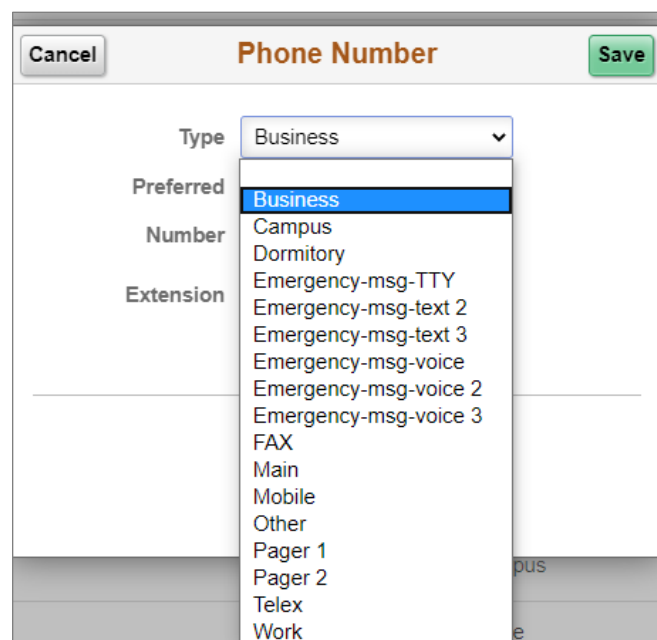 Cancel Phone Number Save
Type Business
Preferred
Business
Campus
Number
Dormitory
Emergency-msg-TTY
Extension
Emergency-msg-text 2
Emergency-msg-text 3
Emergency-msg-voice
Emergency-msg-voice 2
Emergency-msg-voice 3
FAX
Main
Mobile
Other
Pager 1
pus
Pager 2
Telex
Work
e